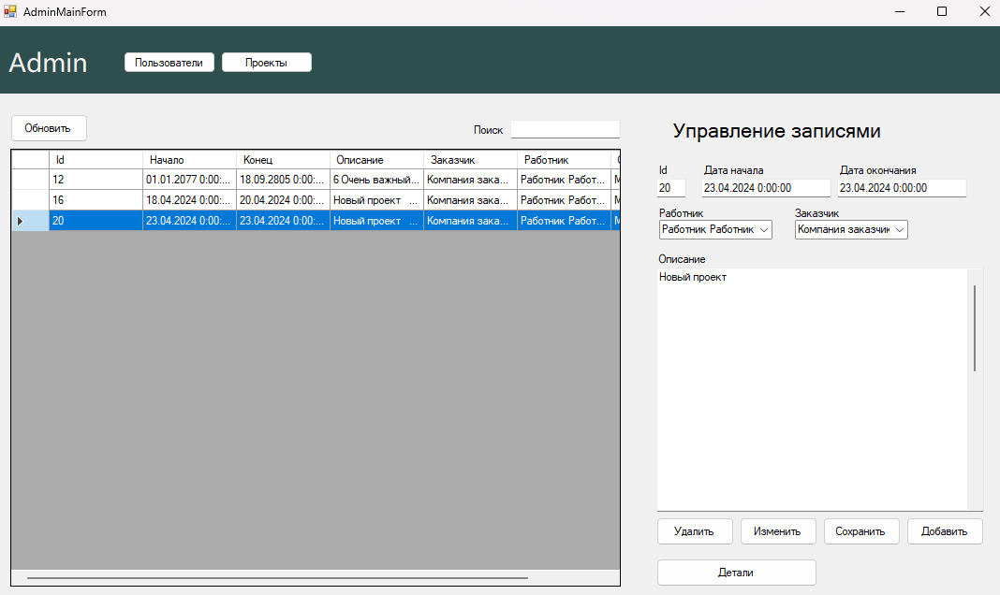 AdminMainForm
Admin
Пользователи
Проекты
Обновить
Поиск
Управление записями
Id Начало Конец Описание Заказчик Работник
12 01.01.2077 0:00:... 18.09.2805 0:00:... 6 Очень важный... Компания зака... Работник Работ...
16 18.04.2024 0:00:... 20.04.2024 0:00:... Новый проект ... Компания зака... Работник Работ...
20 23.04.2024 0:00:... 23.04.2024 0:00:... Новый проект ... Компания зака... Работник Работ...
Id Дата начала Дата окончания
20 23.04.2024 0:00:00 23.04.2024 0:00:00
Работник Заказчик
Работник Работник Компания заказчик
Описание
Новый проект
Удалить Изменить Сохранить Добавить
Детали